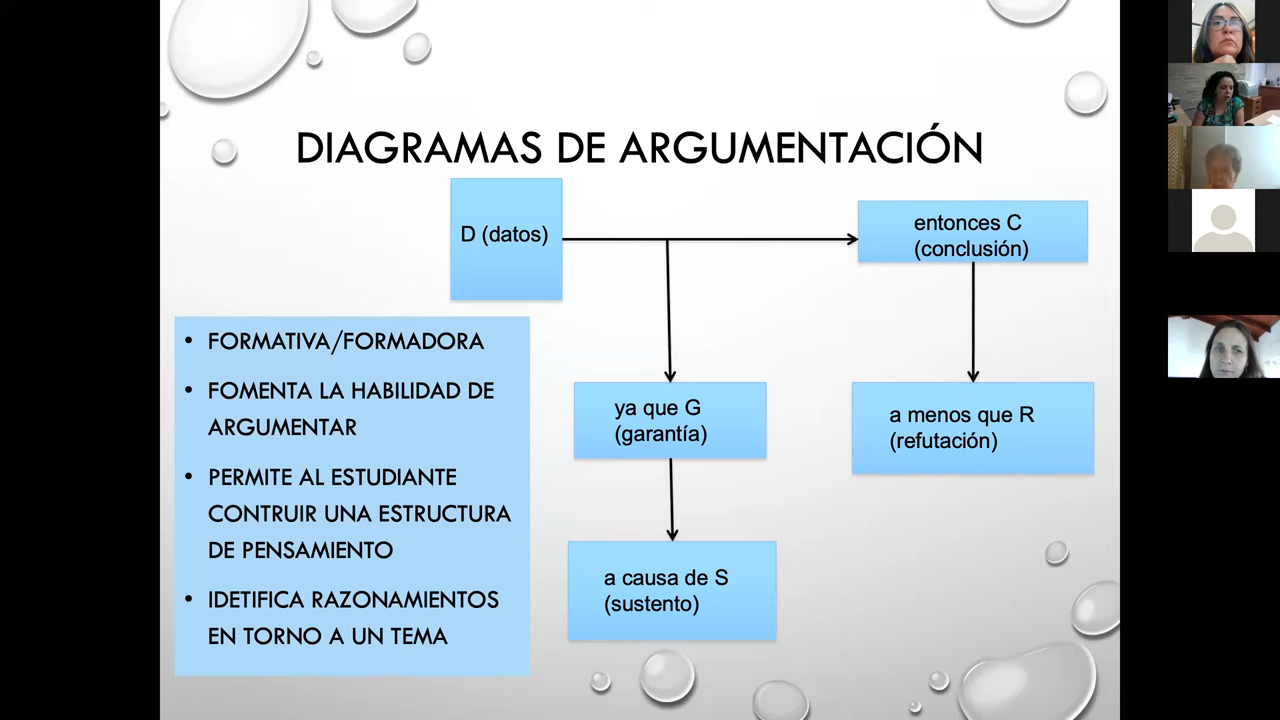 DIAGRAMAS DE ARGUMENTACIÓN
D (datos)
entonces C
(conclusión)
• FORMATIVA/FORMADORA
• FOMENTA LA HABILIDAD DE
ARGUMENTAR
• PERMITE AL ESTUDIANTE
CONTRUIR UNA ESTRUCTURA
DE PENSAMIENTO
• IDETIFICA RAZONAMIENTOS
EN TORNO A UN TEMA
ya que G
(garantía)
a menos que R
(refutación)
a causa de S
(sustento)